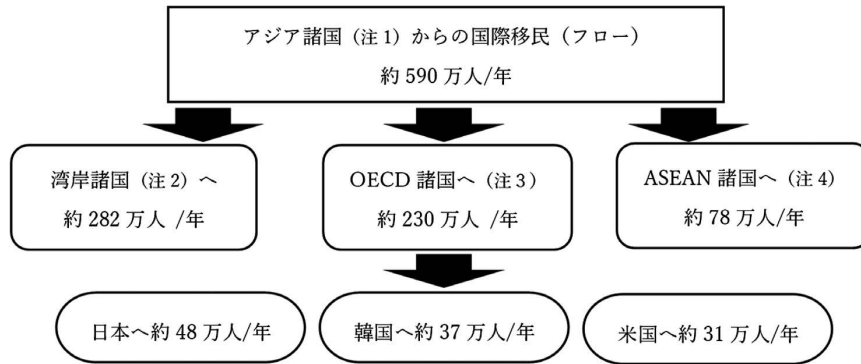 アジア諸国（注 1）からの国際移民（フロー）
約 590 万人/年
湾岸諸国（注 2）へ
約 282 万人 /年
OECD 諸国へ（注 3）
約 230 万人 /年
ASEAN 諸国へ（注 4）
約 78 万人/年
日本へ約 48 万人/年
韓国へ約 37 万人/年
米国へ約 31 万人/年